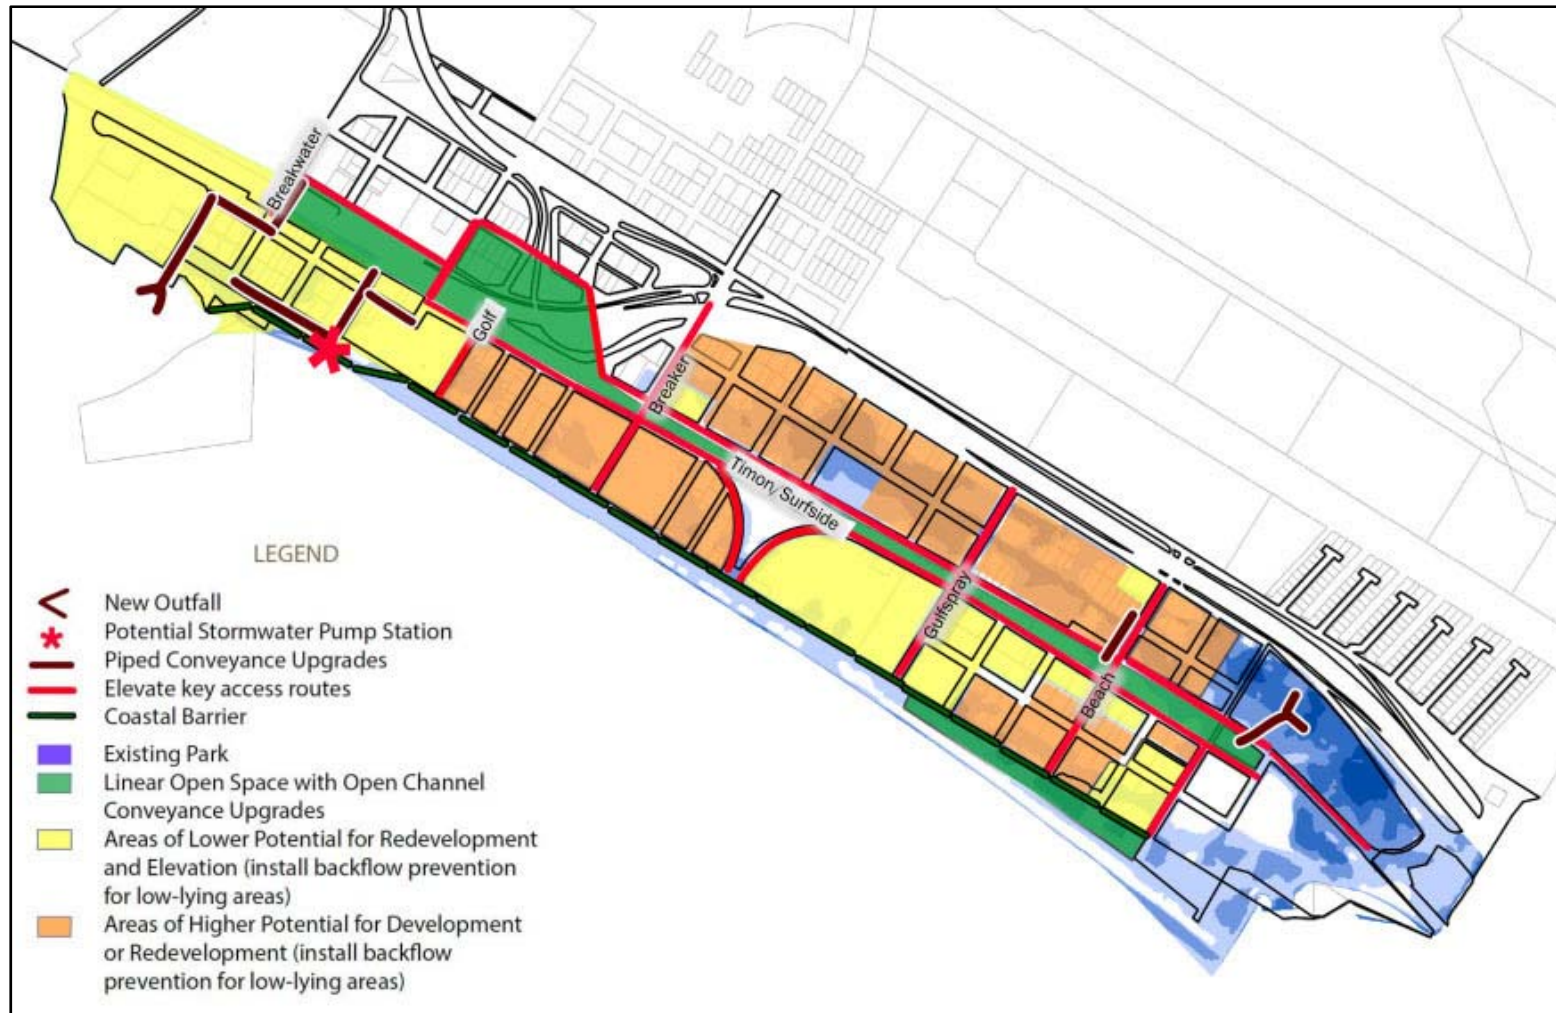 Breakwater
Golf
Breaker
Timon/Surfside
Gulfspray
Beach
LEGEND
New Outfall
Potential Stormwater Pump Station
Piped Conveyance Upgrades
Elevate key access routes
Coastal Barrier
Existing Park
Linear Open Space with Open Channel
Conveyance Upgrades
Areas of Lower Potential for Redevelopment
and Elevation (install backflow prevention
for low-lying areas)
Areas of Higher Potential for Development
or Redevelopment (install backflow
prevention for low-lying areas)